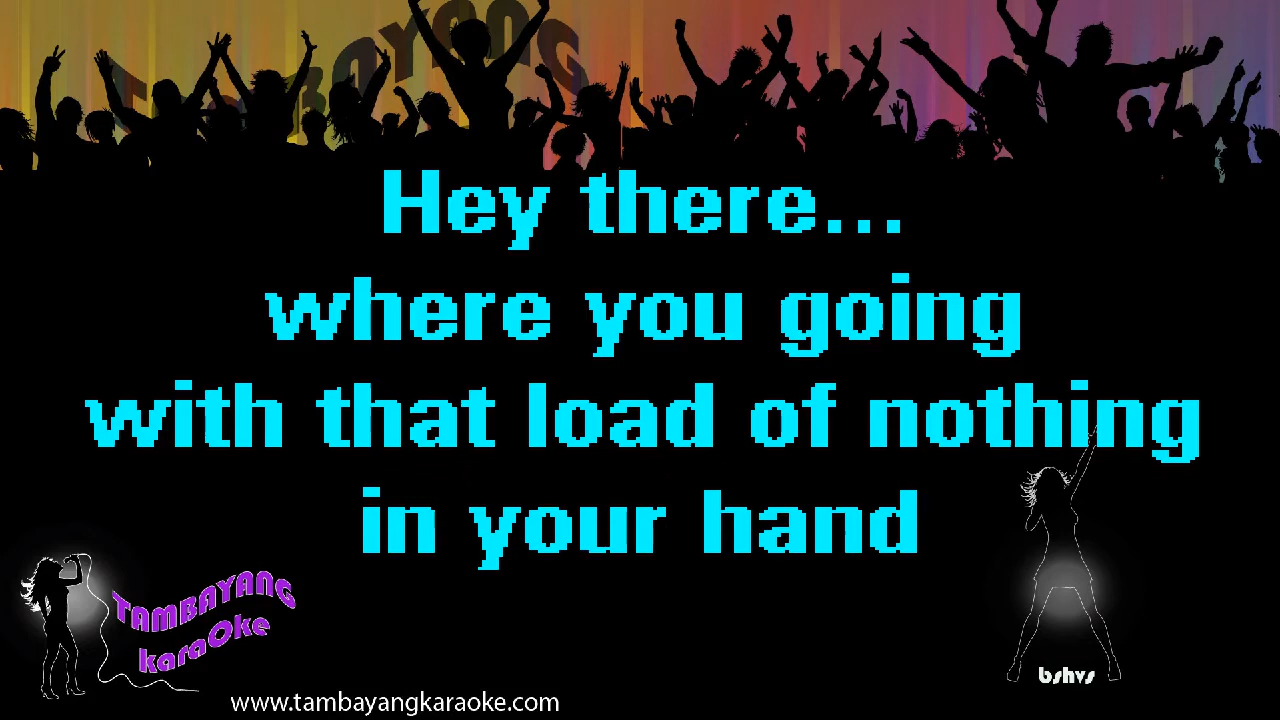 TAMBAYANG
Hey there...
where you going
with that load of nothing
in your hand
TAMBAYANG
karaOke
bshvs
www.tambayangkaraoke.com